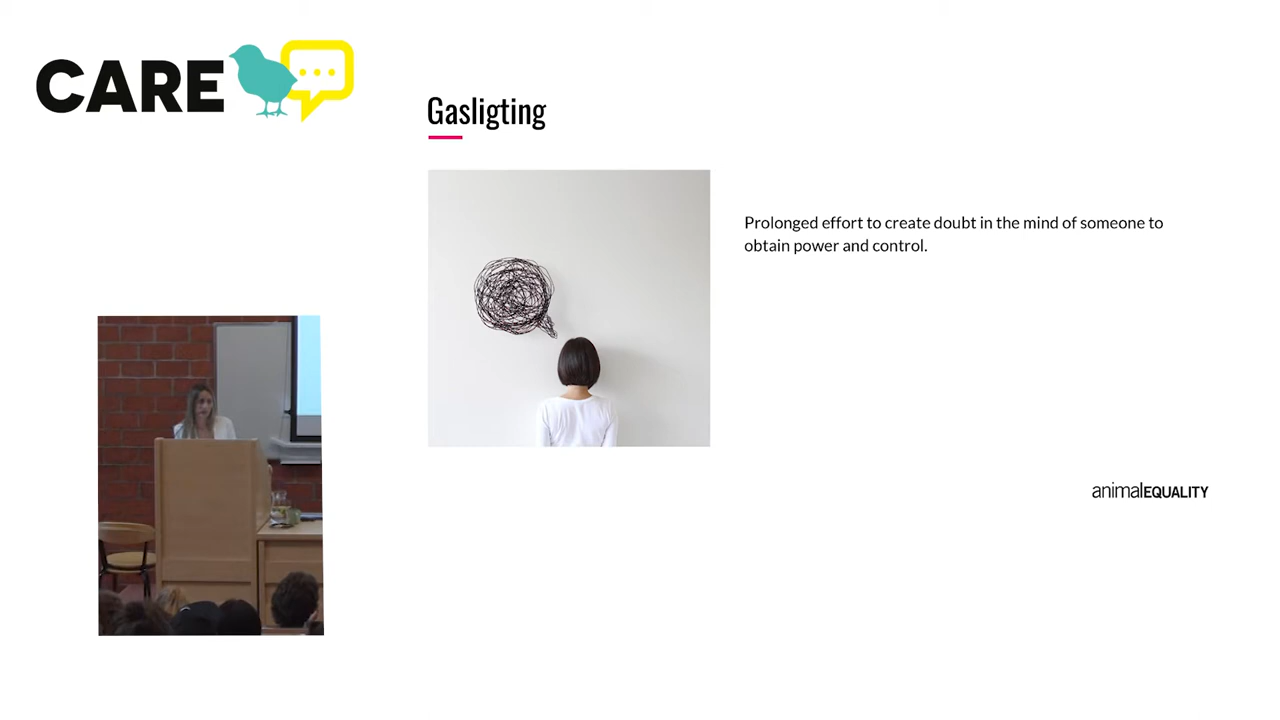 CARE
Gasligting
Prolonged effort to create doubt in the mind of someone to
obtain power and control.
animalEQUALITY